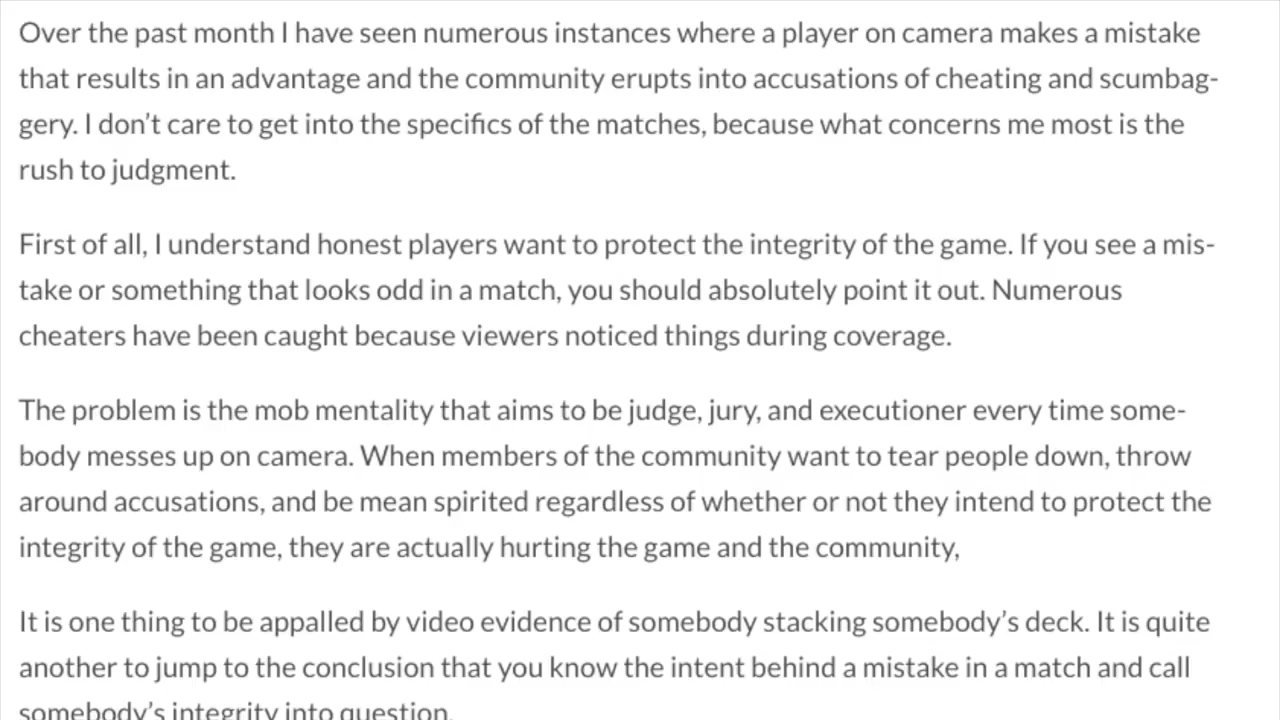 Over the past month I have seen numerous instances where a player on camera makes a mistake
that results in an advantage and the community erupts into accusations of cheating and scumbag-
gery. I don’t care to get into the specifics of the matches, because what concerns me most is the
rush to judgment.
First of all, I understand honest players want to protect the integrity of the game. If you see a mis-
take or something that looks odd in a match, you should absolutely point it out. Numerous
cheaters have been caught because viewers noticed things during coverage.
The problem is the mob mentality that aims to be judge, jury, and executioner every time some-
body messes up on camera. When members of the community want to tear people down, throw
around accusations, and be mean spirited regardless of whether or not they intend to protect the
integrity of the game, they are actually hurting the game and the community,
It is one thing to be appalled by video evidence of somebody stacking somebody’s deck. It is quite
another to jump to the conclusion that you know the intent behind a mistake in a match and call
somebody’s integrity into question.